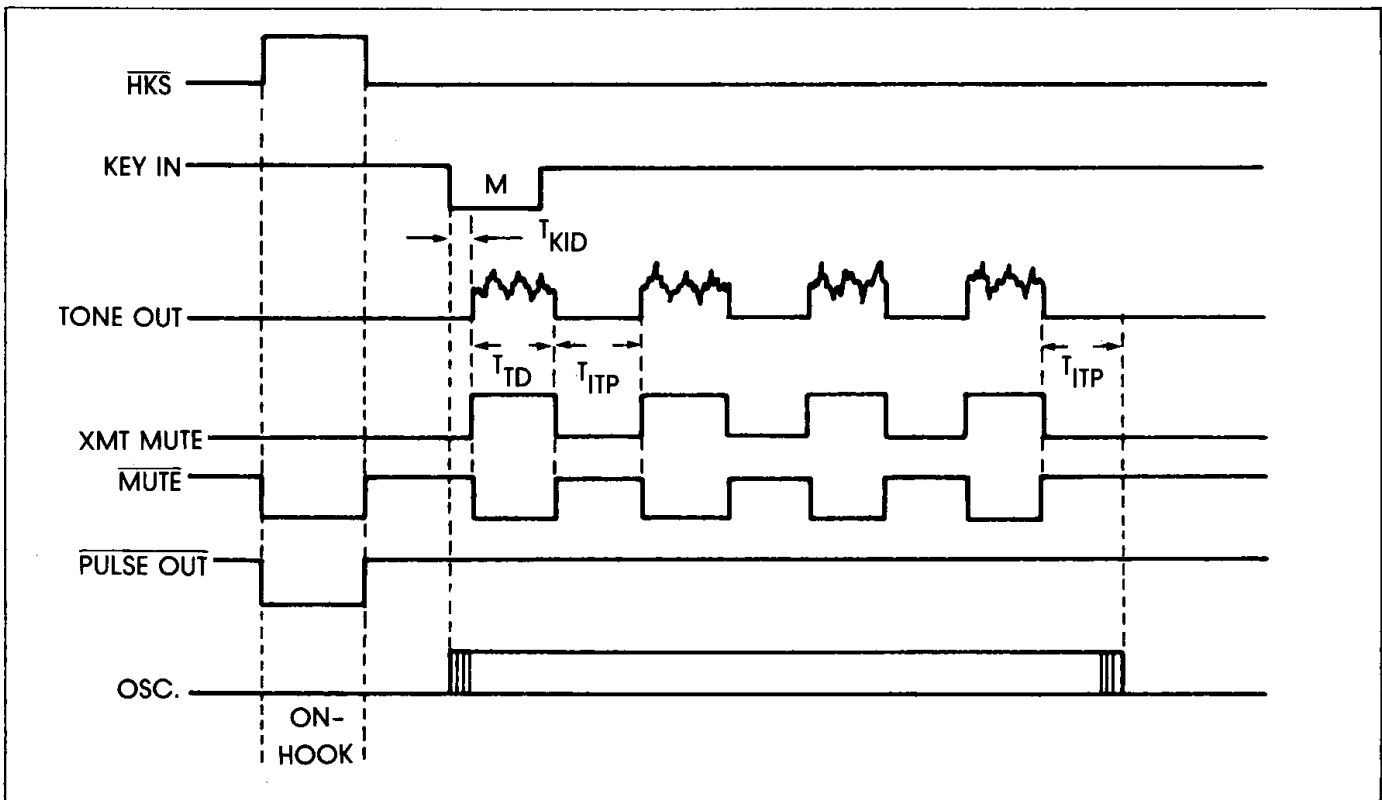 HKS
KEY IN
M
TKID
TONE OUT
TTD
TITP
TITP
XMT MUTE
MUTE
PULSE OUT
OSC.
ON-
HOOK